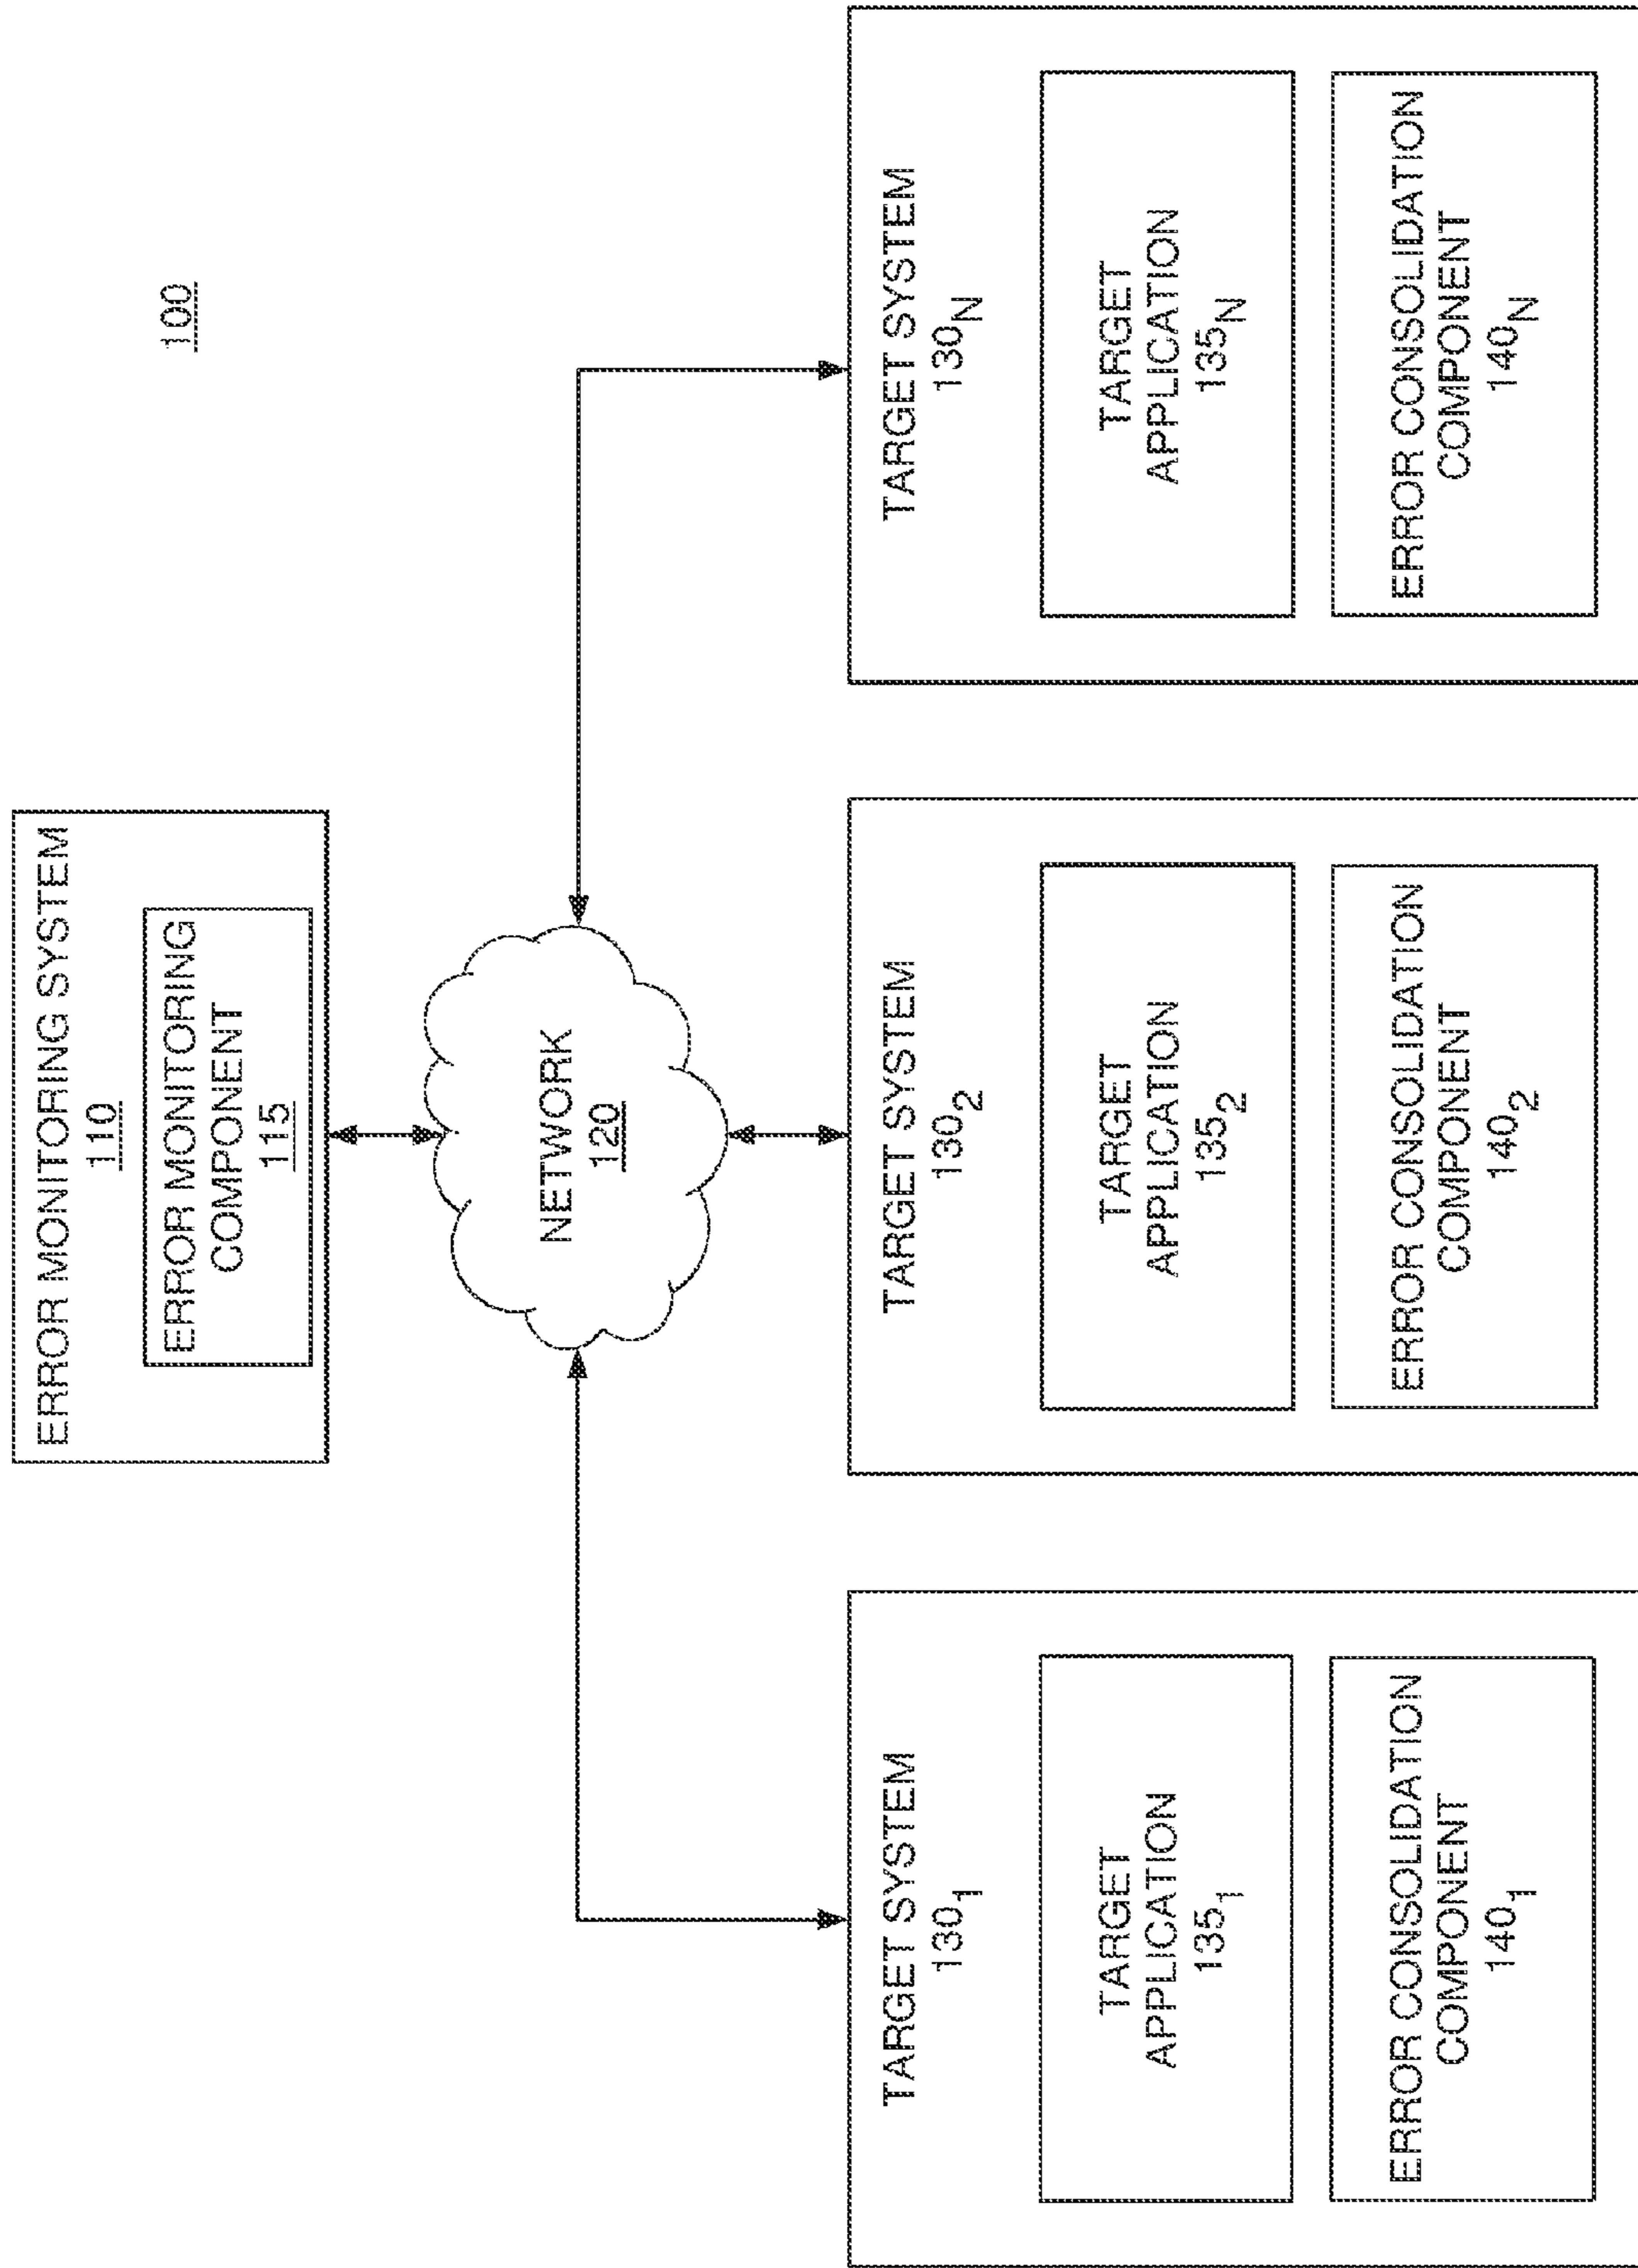 100
ERROR MONITORING SYSTEM
110
ERROR MONITORING
COMPONENT
115
NETWORK
120
TARGET SYSTEM
130₁
TARGET
APPLICATION
135₁
ERROR CONSOLIDATION
COMPONENT
140₁
TARGET SYSTEM
130₂
TARGET
APPLICATION
135₂
ERROR CONSOLIDATION
COMPONENT
140₂
TARGET SYSTEM
130N
TARGET
APPLICATION
135N
ERROR CONSOLIDATION
COMPONENT
140N